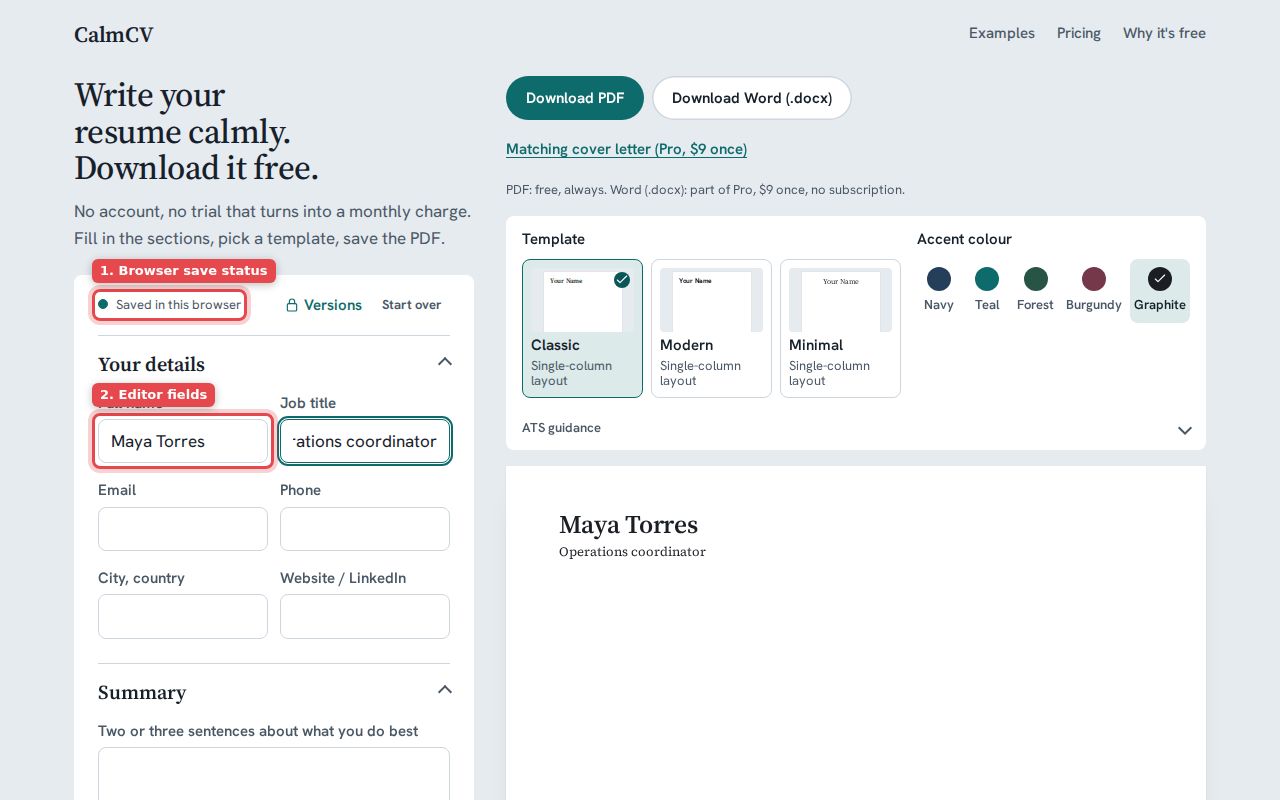 CalmCV
Examples
Pricing
Why it's free
Write your
resume calmly.
Download it free.
No account, no trial that turns into a monthly charge.
Fill in the sections, pick a template, save the PDF.
1. Browser save status
Saved in this browser
Versions
Start over
Your details
2. Editor fields
Job title
Maya Torres
ations coordinator
Email
Phone
City, country
Website / LinkedIn
Summary
Two or three sentences about what you do best
Download PDF
Download Word (.docx)
Matching cover letter (Pro, $9 once)
PDF: free, always. Word (.docx): part of Pro, $9 once, no subscription.
Template
Your Name
Classic
Single-column
layout
Your Name
Modern
Single-column
layout
Your Name
Minimal
Single-column
layout
Accent colour
Navy
Teal
Forest
Burgundy
Graphite
ATS guidance
Maya Torres
Operations coordinator